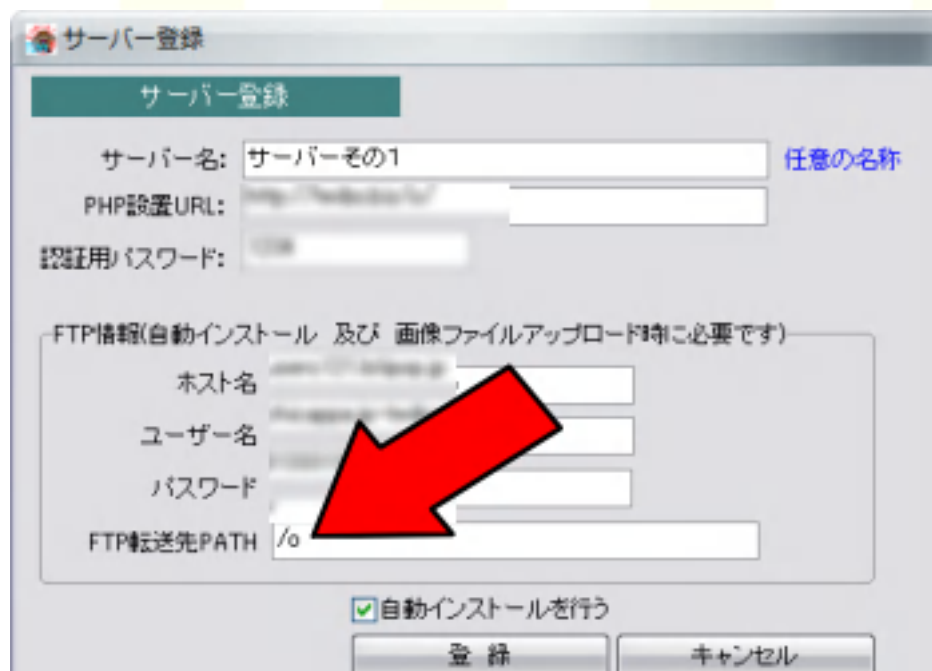 サーバー登録
サーバー登録
サーバー名: サーバーその1 任意の名称
PHP設置URL:
認証用パスワード:
FTP情報(自動インストール 及び 画像ファイルアップロード時に必要です)
ホスト名
ユーザー名
パスワード
FTP転送先PATH /o
自動インストールを行う
登 録 キャンセル